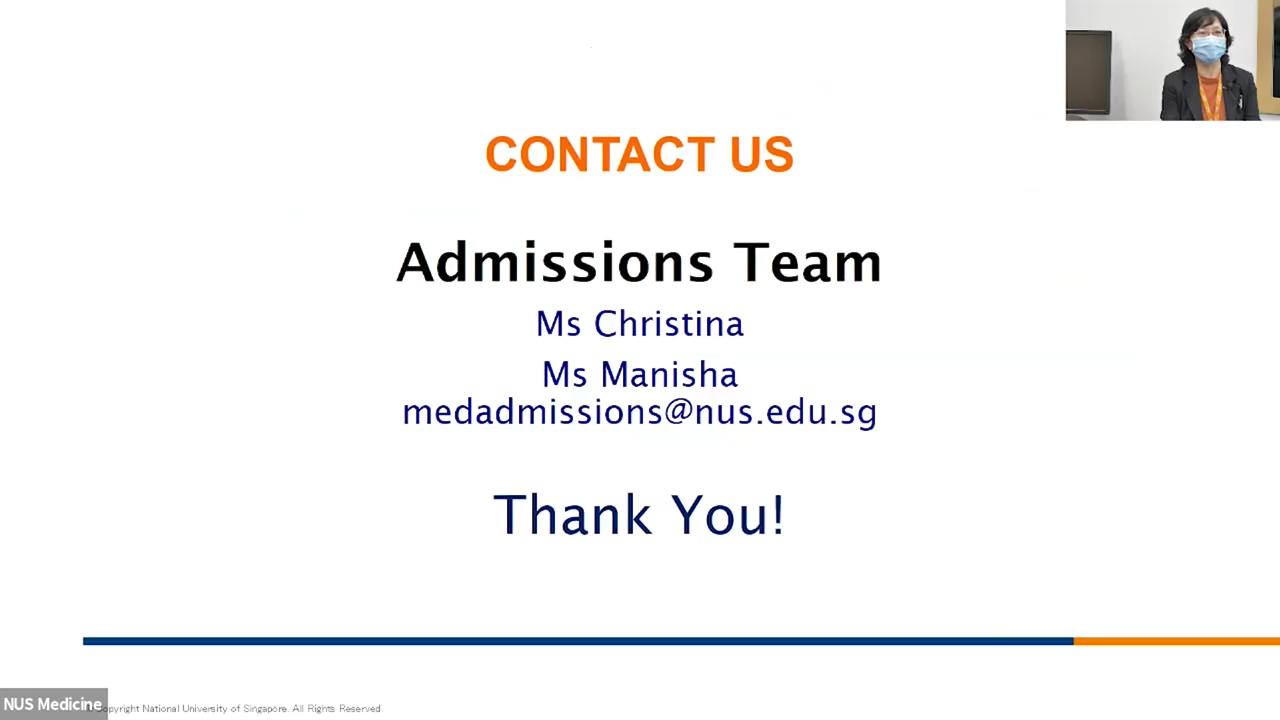 CONTACT US
Admissions Team
Ms Christina
Ms Manisha
medadmissions@nus.edu.sg
Thank You!
NUS Medicine
Copyright National University of Singapore. All Rights Reserved.